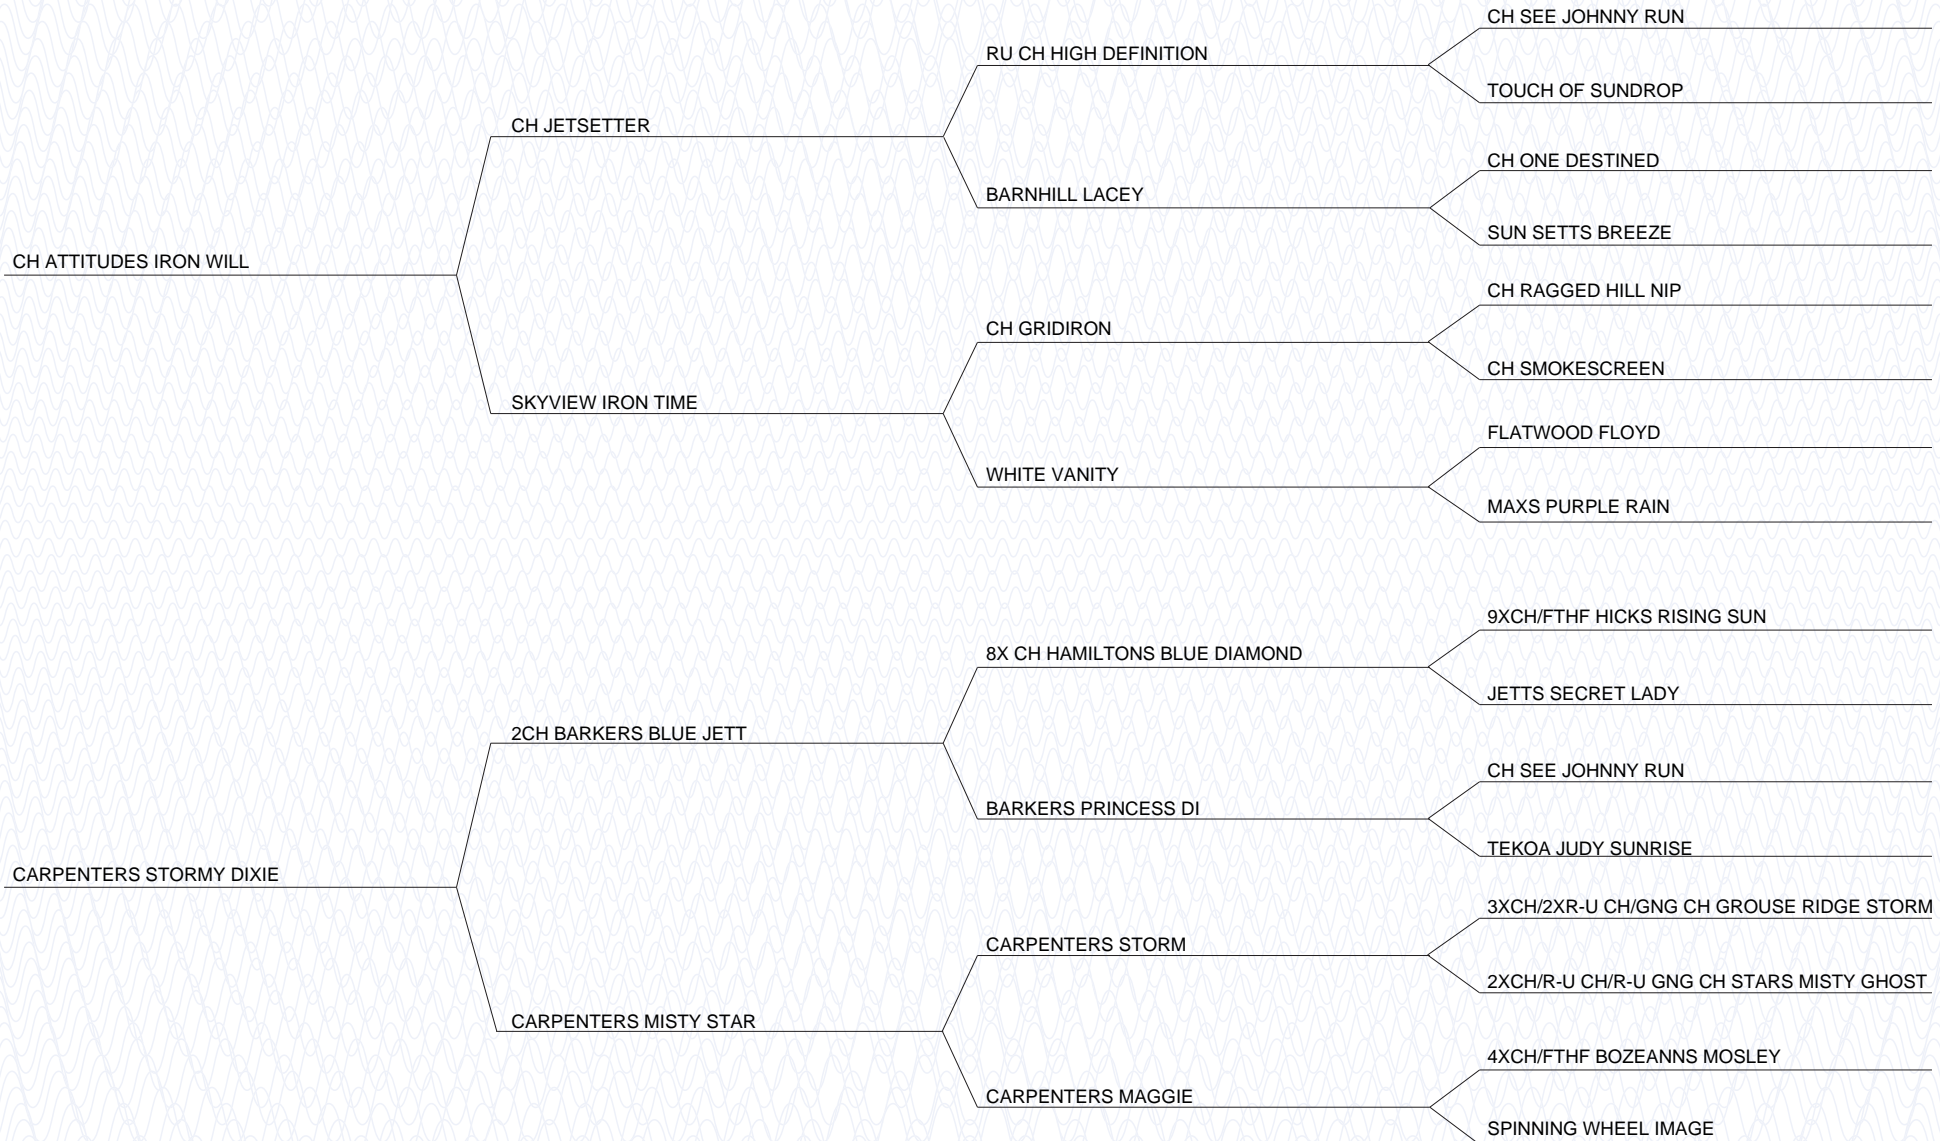 CH SEE JOHNNY RUN
RU CH HIGH DEFINITION
TOUCH OF SUNDROP
CH JETSETTER
CH ONE DESTINED
BARNHILL LACEY
SUN SETTS BREEZE
CH ATTITUDES IRON WILL
CH RAGGED HILL NIP
CH GRIDIRON
CH SMOKESCREEN
SKYVIEW IRON TIME
FLATWOOD FLOYD
WHITE VANITY
MAXS PURPLE RAIN
9XCH/FTHF HICKS RISING SUN
8X CH HAMILTONS BLUE DIAMOND
JETTS SECRET LADY
2CH BARKERS BLUE JETT
CH SEE JOHNNY RUN
BARKERS PRINCESS DI
TEKOA JUDY SUNRISE
CARPENTERS STORMY DIXIE
3XCH/2XR-U CH/GNG CH GROUSE RIDGE STORM
CARPENTERS STORM
2XCH/R-U CH/R-U GNG CH STARS MISTY GHOST
CARPENTERS MISTY STAR
4XCH/FTHF BOZEANNS MOSLEY
CARPENTERS MAGGIE
SPINNING WHEEL IMAGE